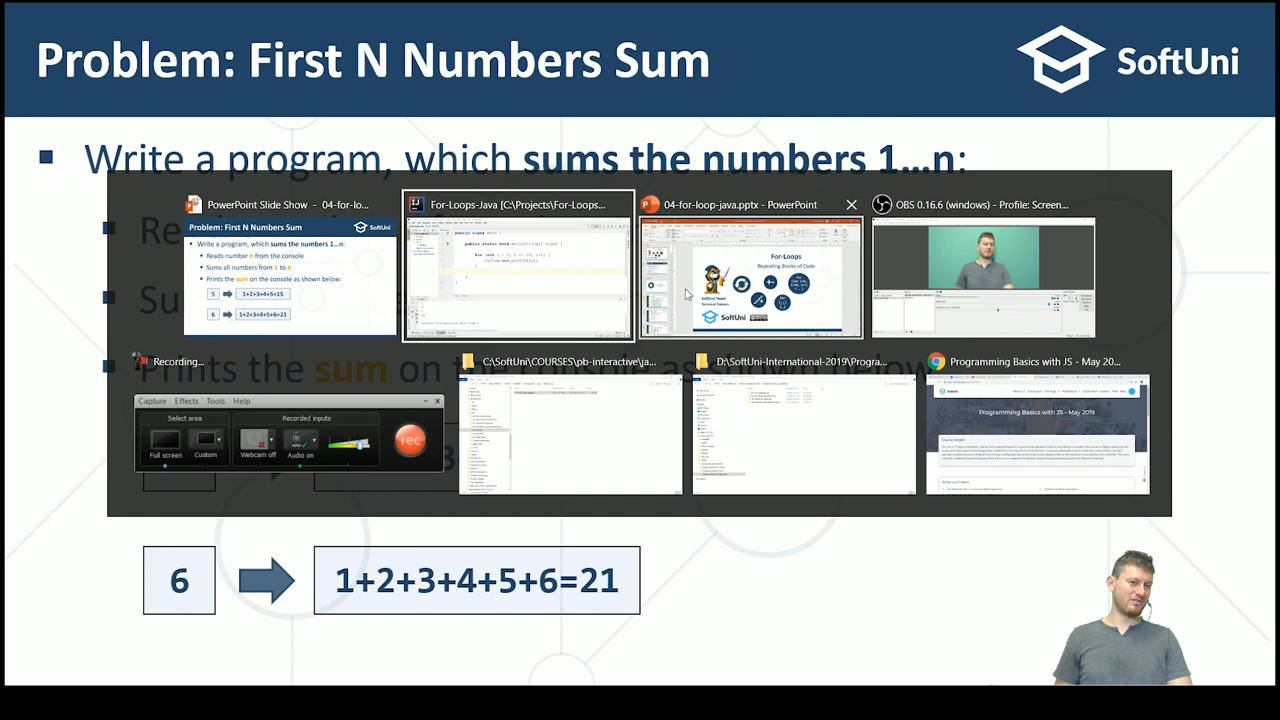 Problem: First N Numbers Sum
SoftUni
Write a program, which sums the numbers 1...n:
PowerPoint Slide Show - 04-for-lo...
For-Loops-Java [C:\Projects\For-Loops...
04-for-loop-java.pptx - PowerPoint
OBS 0.16.6 (windows) - Profile: Screen...
Problem: First N Numbers Sum
SoftUni
Write a program, which sums the numbers 1...n:
Reads number n from the console
Sums all numbers from 1 to n
Prints the sum on the console as shown below:
5
1+2+3+4+5=15
6
1+2+3+4+5+6=21
For-Loops
Repeating Blocks of Code
SoftUni Team
Technical Trainers
SoftUni
Prints the sum on the console as shown below:
Recording...
C:\SoftUni\COURSES\pb-interactive\ja...
D:\SoftUni-International-2019\Progra...
Programming Basics with JS - May 20...
Capture Effects Tools Help
Select area
Recorded inputs
Full screen
Custom
Webcam off
Audio on
rec
Programming Basics with JS - May 2019
6
1+2+3+4+5+6=21